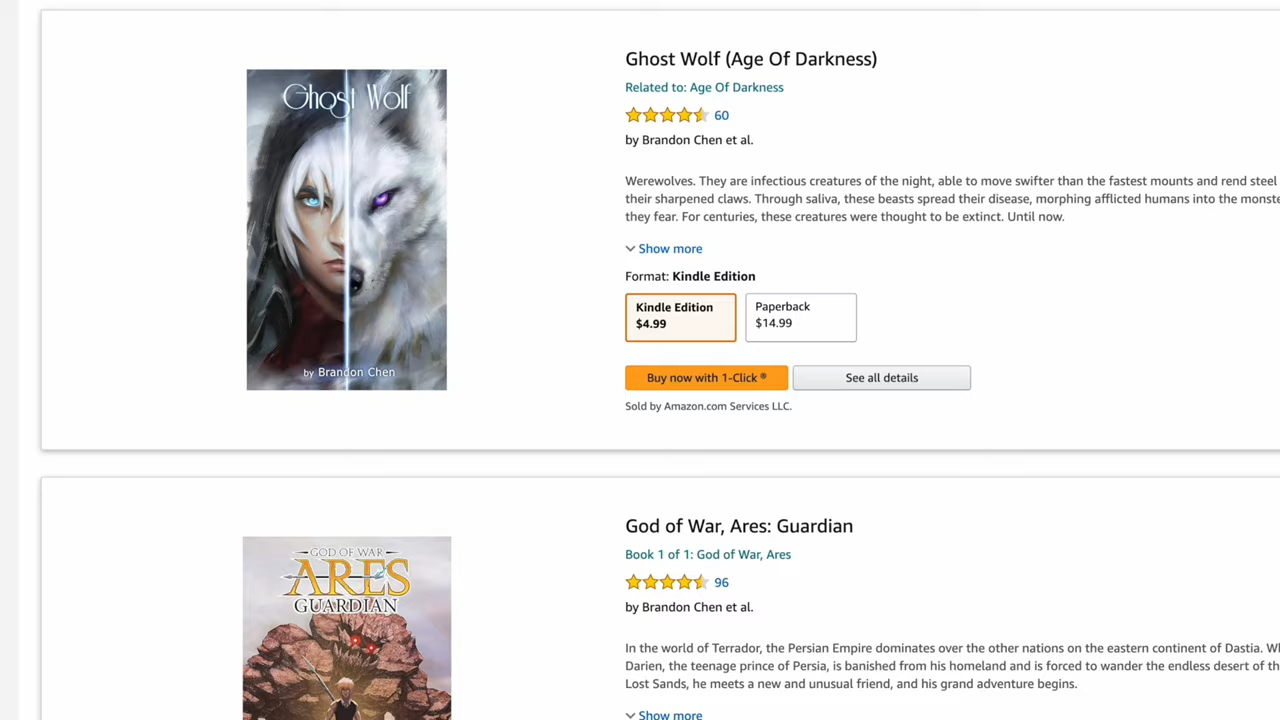 Ghost Wolf
by Brandon Chen
Ghost Wolf (Age Of Darkness)
Related to: Age Of Darkness
60
by Brandon Chen et al.
Werewolves. They are infectious creatures of the night, able to move swifter than the fastest mounts and rend steel
their sharpened claws. Through saliva, these beasts spread their disease, morphing afflicted humans into the monste
they fear. For centuries, these creatures were thought to be extinct. Until now.
Show more
Format: Kindle Edition
Kindle Edition
$4.99
Paperback
$14.99
Buy now with 1-Click ®
See all details
Sold by Amazon.com Services LLC.
GOD OF WAR
ARES
GUARDIAN
God of War, Ares: Guardian
Book 1 of 1: God of War, Ares
96
by Brandon Chen et al.
In the world of Terrador, the Persian Empire dominates over the other nations on the eastern continent of Dastia. Wh
Darien, the teenage prince of Persia, is banished from his homeland and is forced to wander the endless desert of th
Lost Sands, he meets a new and unusual friend, and his grand adventure begins.
Show more